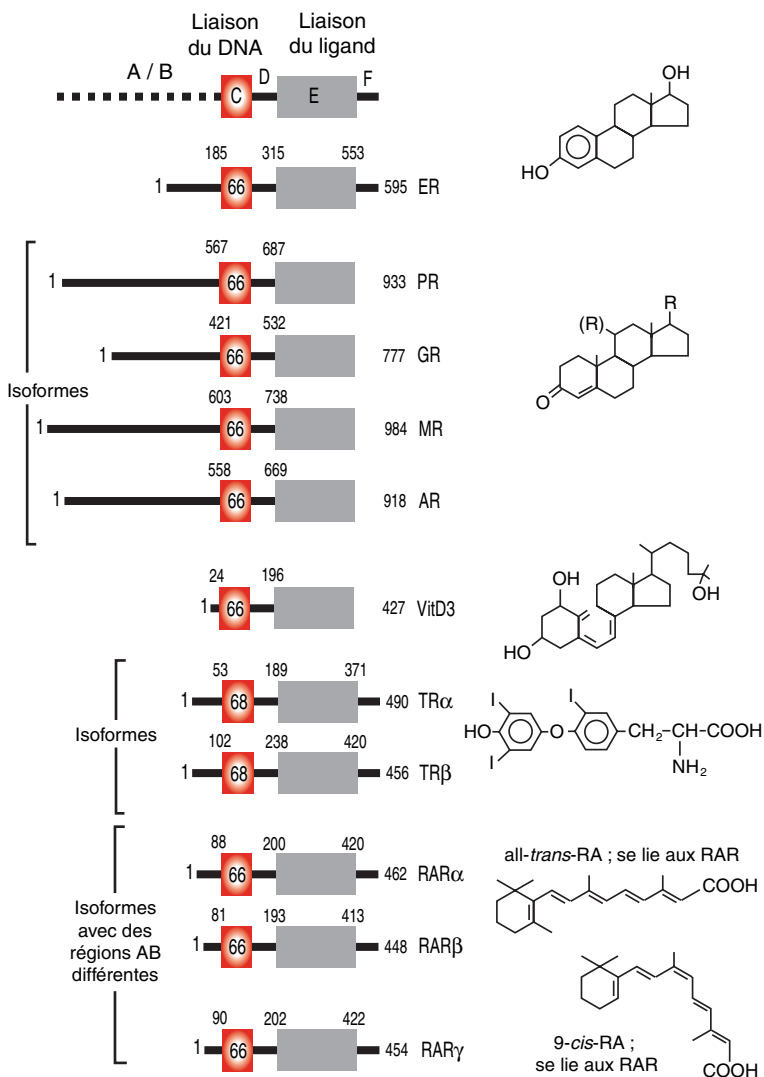 Liaison du DNA
Liaison du ligand
A / B
C
D
E
F
OH
HO
185 315 553
1 66 595 ER
567 687
1 66 933 PR
R
(R)
O
421 532
1 66 777 GR
Isoformes
603 738
1 66 984 MR
558 669
1 66 918 AR
24 196
1 66 427 VitD3
OH
OH
HO
53 189 371
1 68 490 TRα
Isoformes
102 238 420
1 68 456 TRβ
I I
HO O CH2–CH–COOH
I NH2
88 200 420
1 66 462 RARα
all-trans-RA ; se lie aux RAR
COOH
Isoformes
avec des
régions AB
différentes
81 193 413
1 66 448 RARβ
90 202 422
1 66 454 RARγ
9-cis-RA ;
se lie aux RAR
COOH